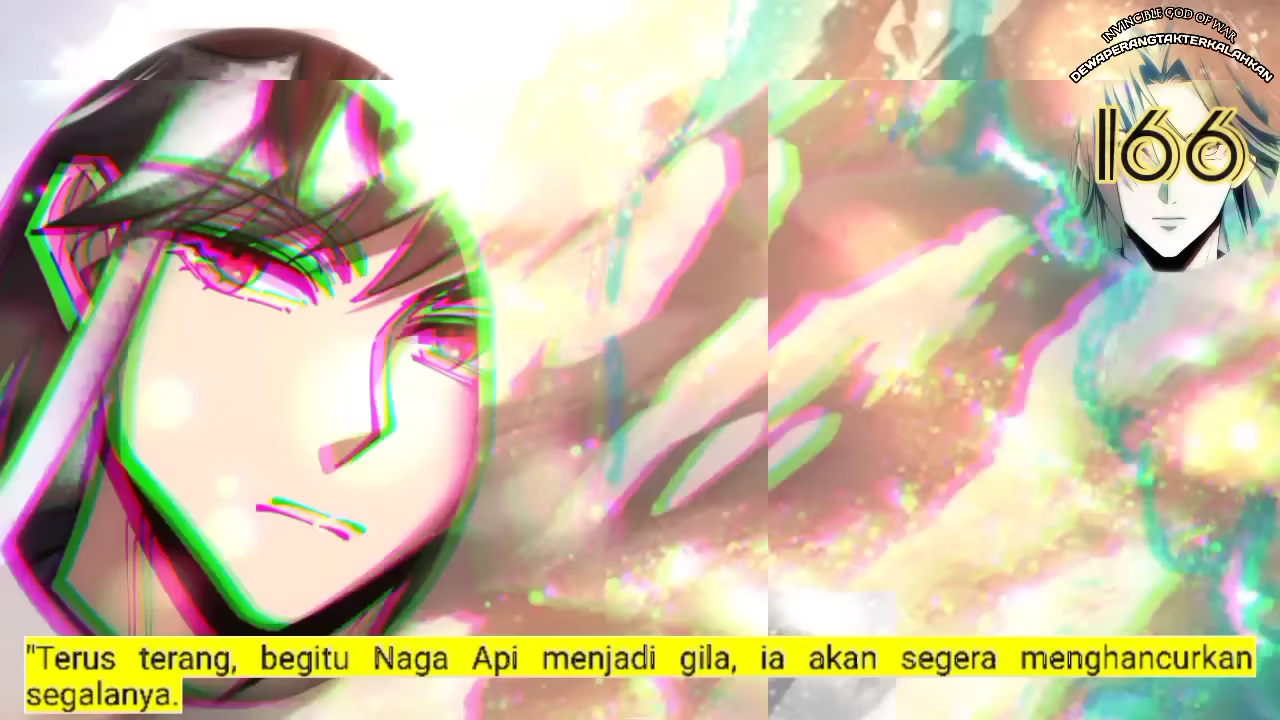 INVINCIBLE GOD OF WAR
DEWAPERANGTAKTERKALAHKAN
166
"Terus terang, begitu Naga Api menjadi gila, ia akan segera menghancurkan
segalanya.